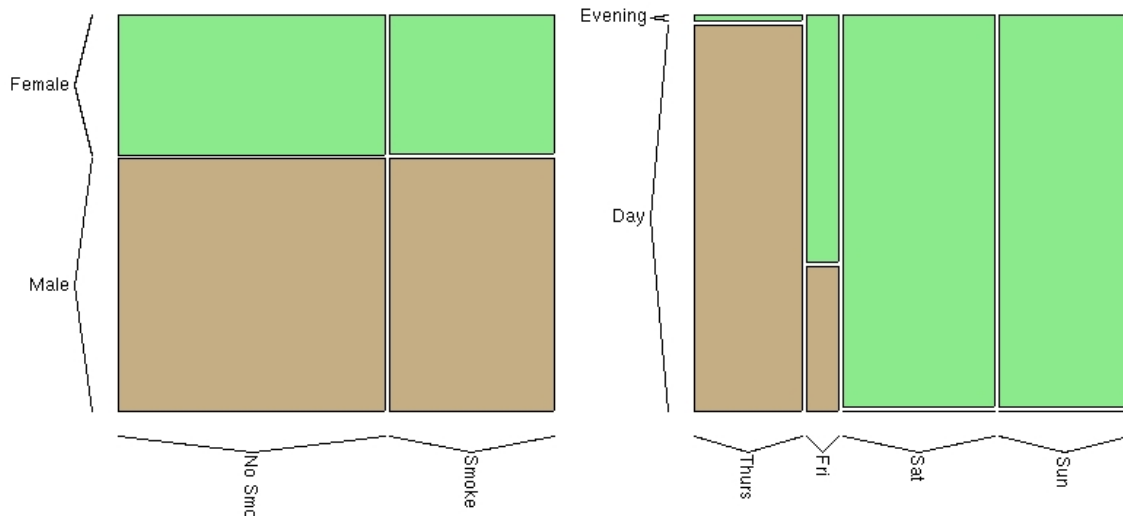 Female
Male
No Smo
Smoke
Evening
Day
Thurs
Fri
Sat
Sun